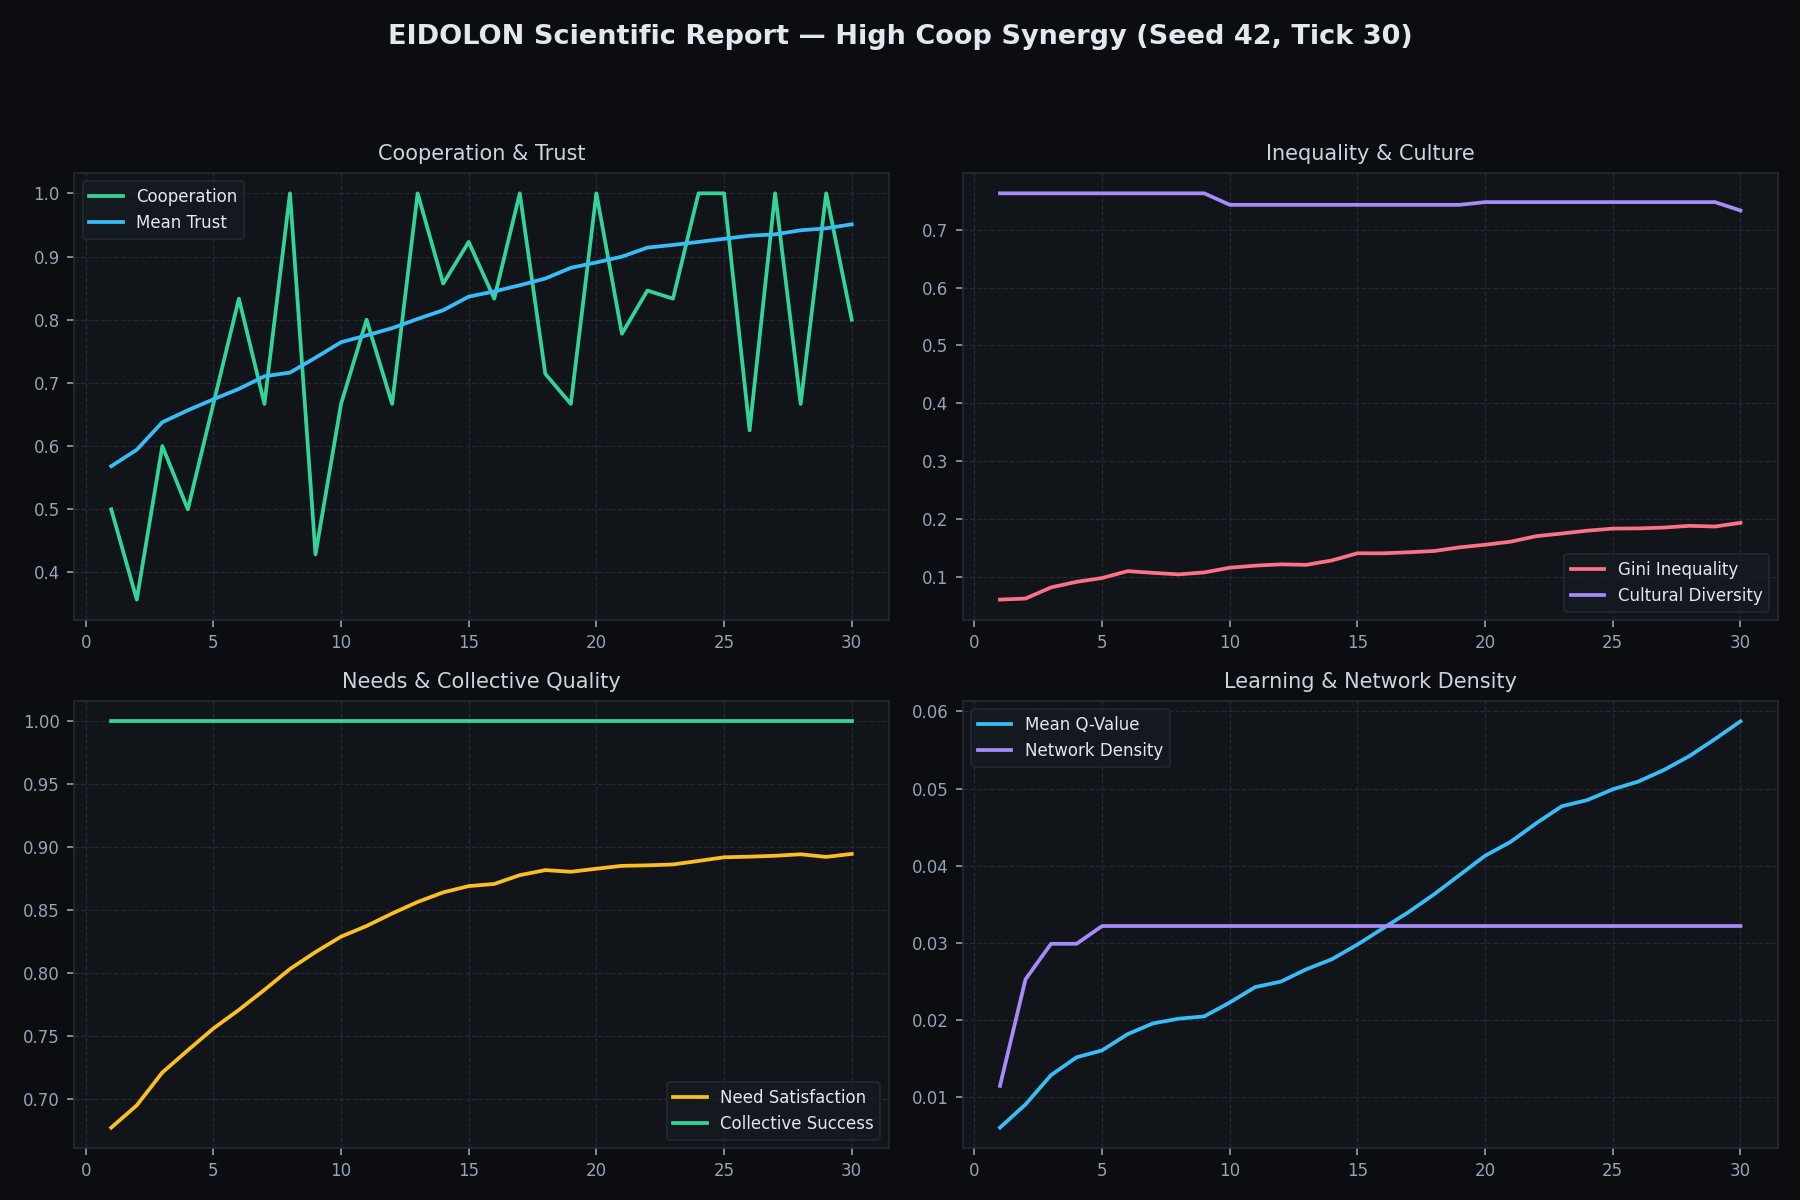 EIDOLON Scientific Report — High Coop Synergy (Seed 42, Tick 30)
Cooperation & Trust
Cooperation
Mean Trust
1.0
0.9
0.8
0.7
0.6
0.5
0.4
0 5 10 15 20 25 30
Inequality & Culture
0.7
0.6
0.5
0.4
0.3
0.2
0.1
Gini Inequality
Cultural Diversity
0 5 10 15 20 25 30
Needs & Collective Quality
1.00
0.95
0.90
0.85
0.80
0.75
0.70
Need Satisfaction
Collective Success
0 5 10 15 20 25 30
Learning & Network Density
Mean Q-Value
Network Density
0.06
0.05
0.04
0.03
0.02
0.01
0 5 10 15 20 25 30